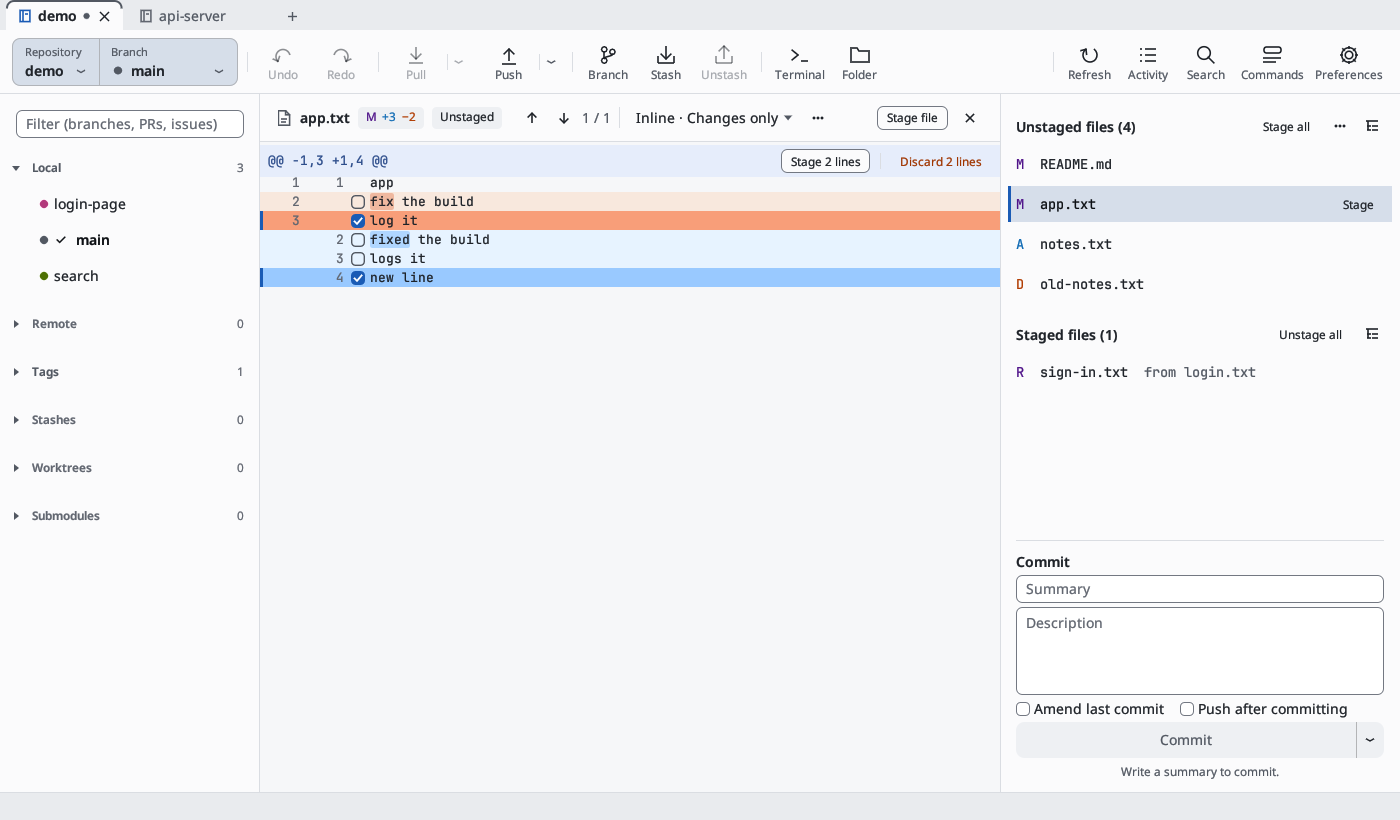 demo
api-server
Repository
demo
Branch
main
Undo
Redo
Pull
Push
Branch
Stash
Unstash
Terminal
Folder
Refresh
Activity
Search
Commands
Preferences
Filter (branches, PRs, issues)
Local 3
login-page
main
search
Remote 0
Tags 1
Stashes 0
Worktrees 0
Submodules 0
app.txt M +3 −2 Unstaged 1 / 1 Inline · Changes only Stage file
@@ -1,3 +1,4 @@ Stage 2 lines Discard 2 lines
1 1 app
2 fix the build
3 log it
2 fixed the build
3 logs it
4 new line
Unstaged files (4) Stage all
M README.md
M app.txt Stage
A notes.txt
D old-notes.txt
Staged files (1) Unstage all
R sign-in.txt from login.txt
Commit
Summary
Description
Amend last commit Push after committing
Commit
Write a summary to commit.